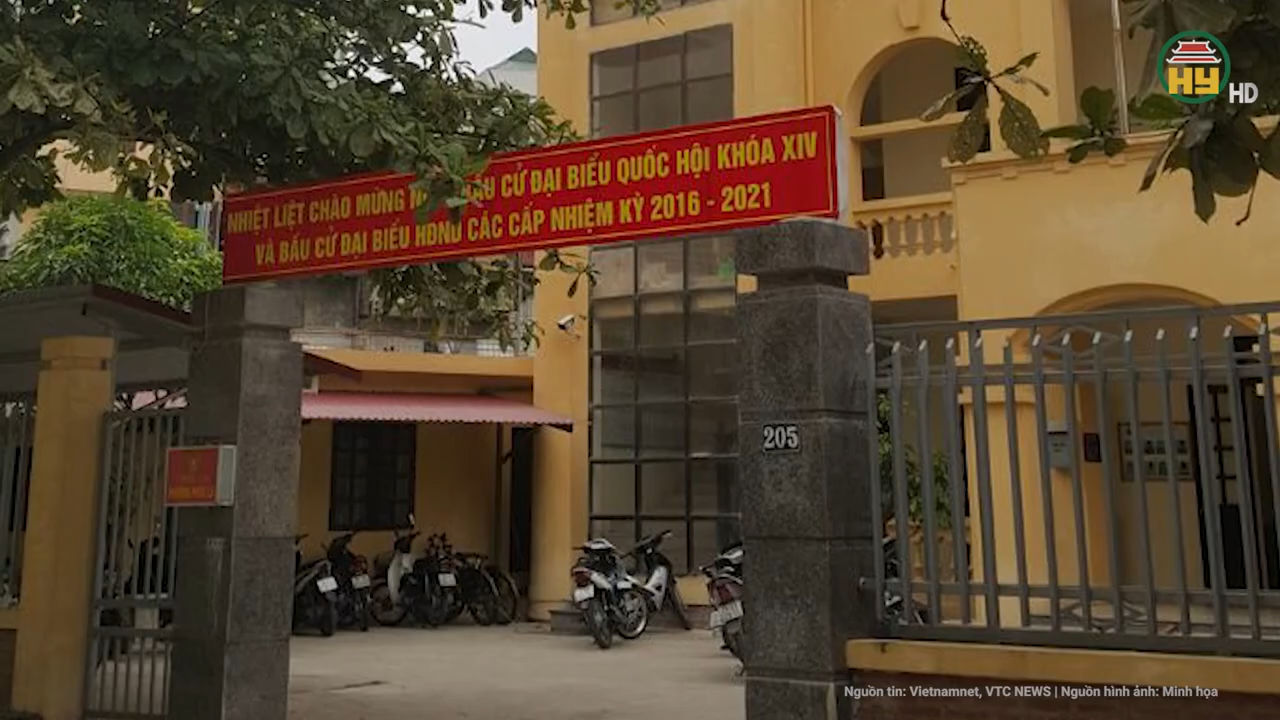 HY HD
NHIỆT LIỆT CHÀO MỪNG BẦU CỬ ĐẠI BIỂU QUỐC HỘI KHÓA XIV
VÀ BẦU CỬ ĐẠI BIỂU HĐND CÁC CẤP NHIỆM KỲ 2016 - 2021
205
Nguồn tin: Vietnamnet, VTC NEWS | Nguồn hình ảnh: Minh họa